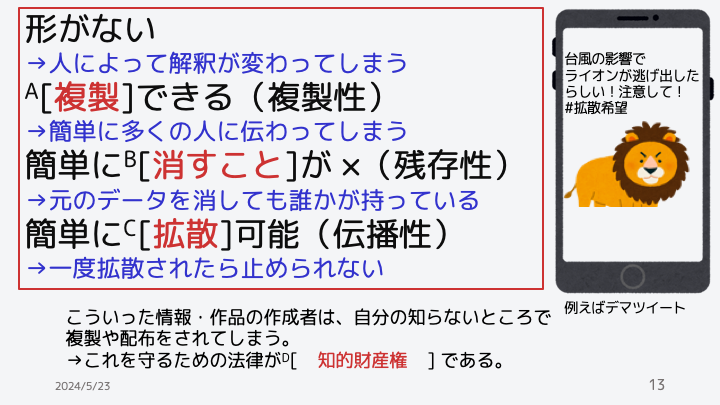 形がない
→人によって解釈が変わってしまう
A[複製]できる（複製性）
→簡単に多くの人に伝わってしまう
簡単にB[消すこと]が×（残存性）
→元のデータを消しても誰かが持っている
簡単にC[拡散]可能（伝播性）
→一度拡散されたら止められない
台風の影響で
ライオンが逃げ出した
らしい！注意して！
#拡散希望
例えばデマツイート
こういった情報・作品の作成者は、自分の知らないところで
複製や配布をされてしまう。
→これを守るための法律がD[　知的財産権　] である。
2024/5/23
13